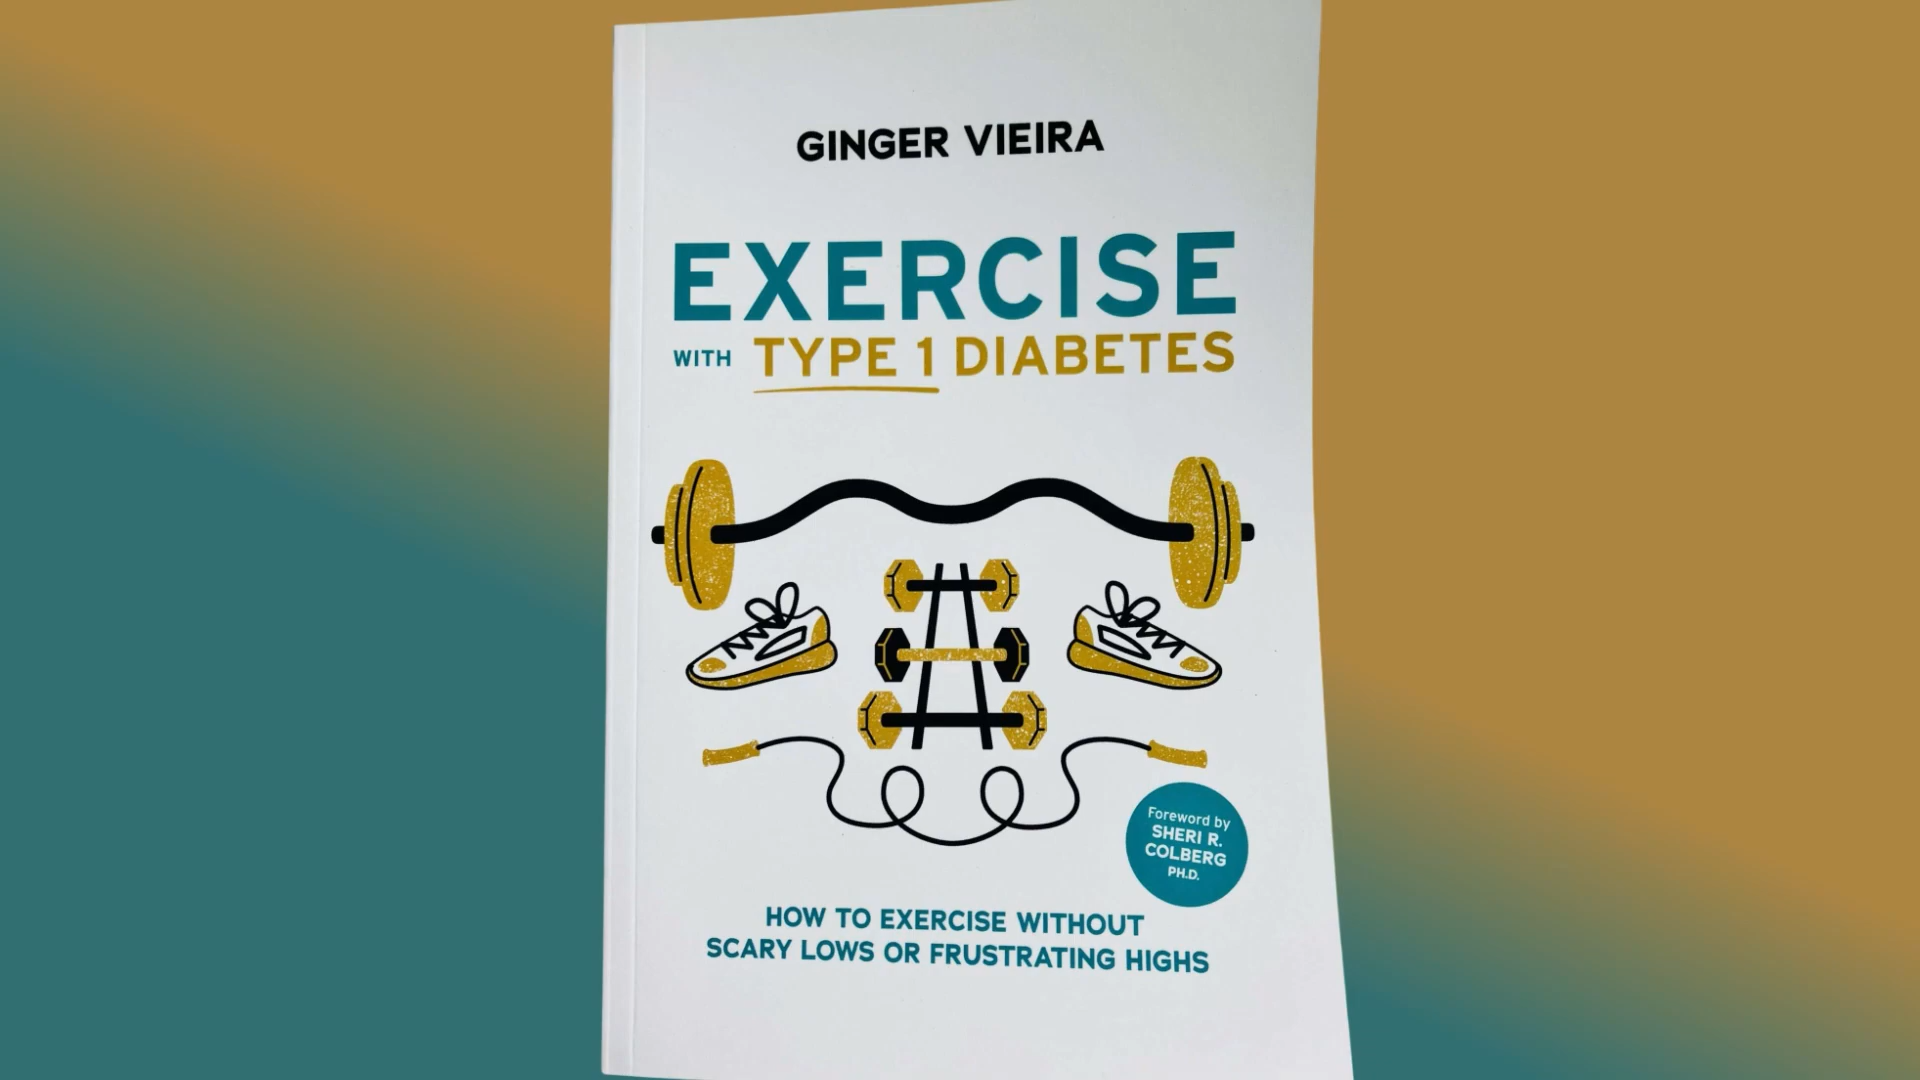 GINGER VIEIRA
EXERCISE
WITH TYPE 1 DIABETES
Foreword by
SHERI R.
COLBERG
PH.D.
HOW TO EXERCISE WITHOUT
SCARY LOWS OR FRUSTRATING HIGHS